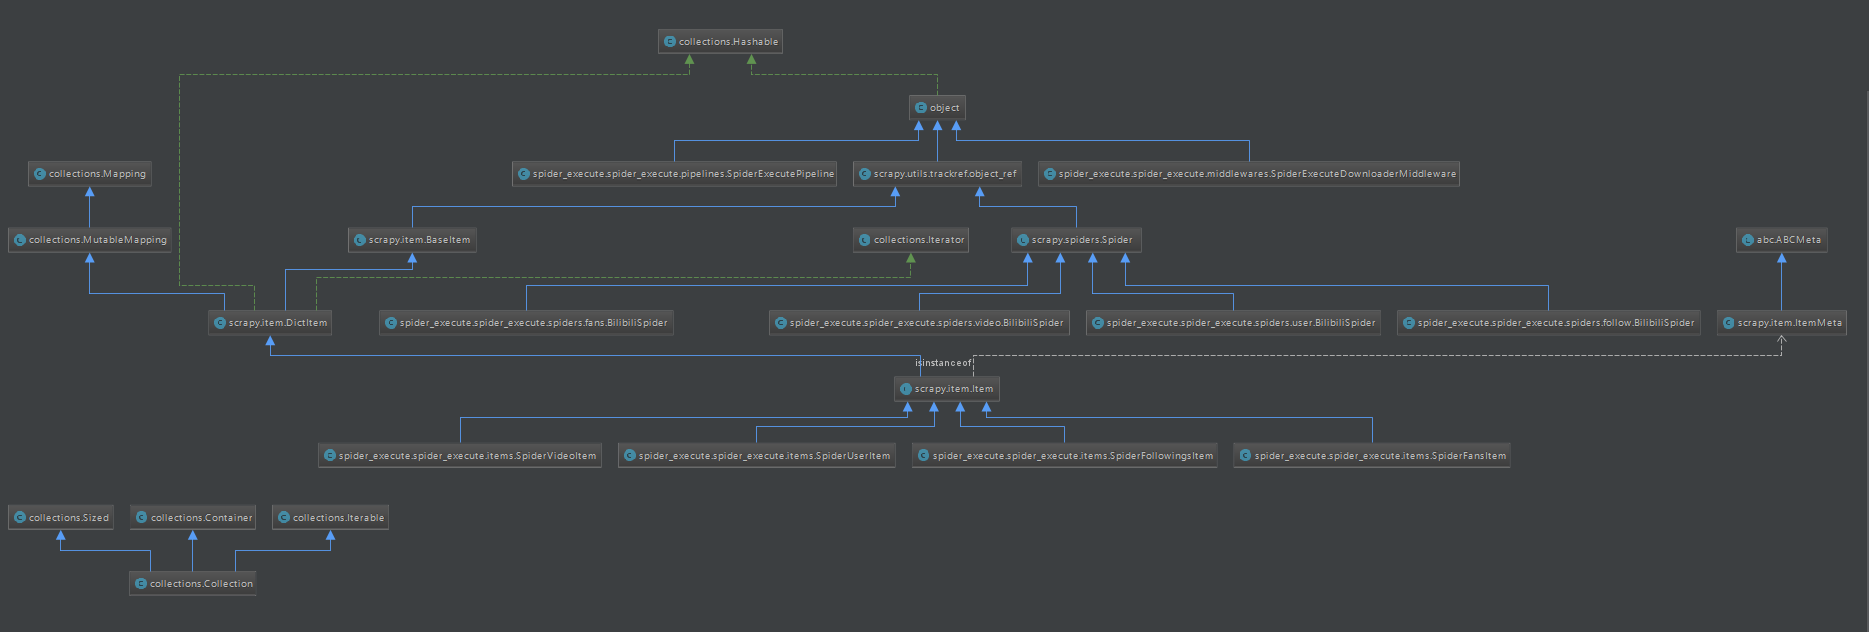 collections.Hashable
object
collections.Mapping
spider_execute.spider_execute.pipelines.SpiderExecutePipeline
scrapy.utils.trackref.object_ref
spider_execute.spider_execute.middlewares.SpiderExecuteDownloaderMiddleware
collections.MutableMapping
scrapy.item.BaseItem
collections.Iterator
scrapy.spiders.Spider
abc.ABCMeta
scrapy.item.DictItem
spider_execute.spider_execute.spiders.fans.BilibiliSpider
spider_execute.spider_execute.spiders.video.BilibiliSpider
spider_execute.spider_execute.spiders.user.BilibiliSpider
spider_execute.spider_execute.spiders.follow.BilibiliSpider
scrapy.item.ItemMeta
isinstanceof
scrapy.item.Item
spider_execute.spider_execute.items.SpiderVideoItem
spider_execute.spider_execute.items.SpiderUserItem
spider_execute.spider_execute.items.SpiderFollowingsItem
spider_execute.spider_execute.items.SpiderFansItem
collections.Sized
collections.Container
collections.Iterable
collections.Collection